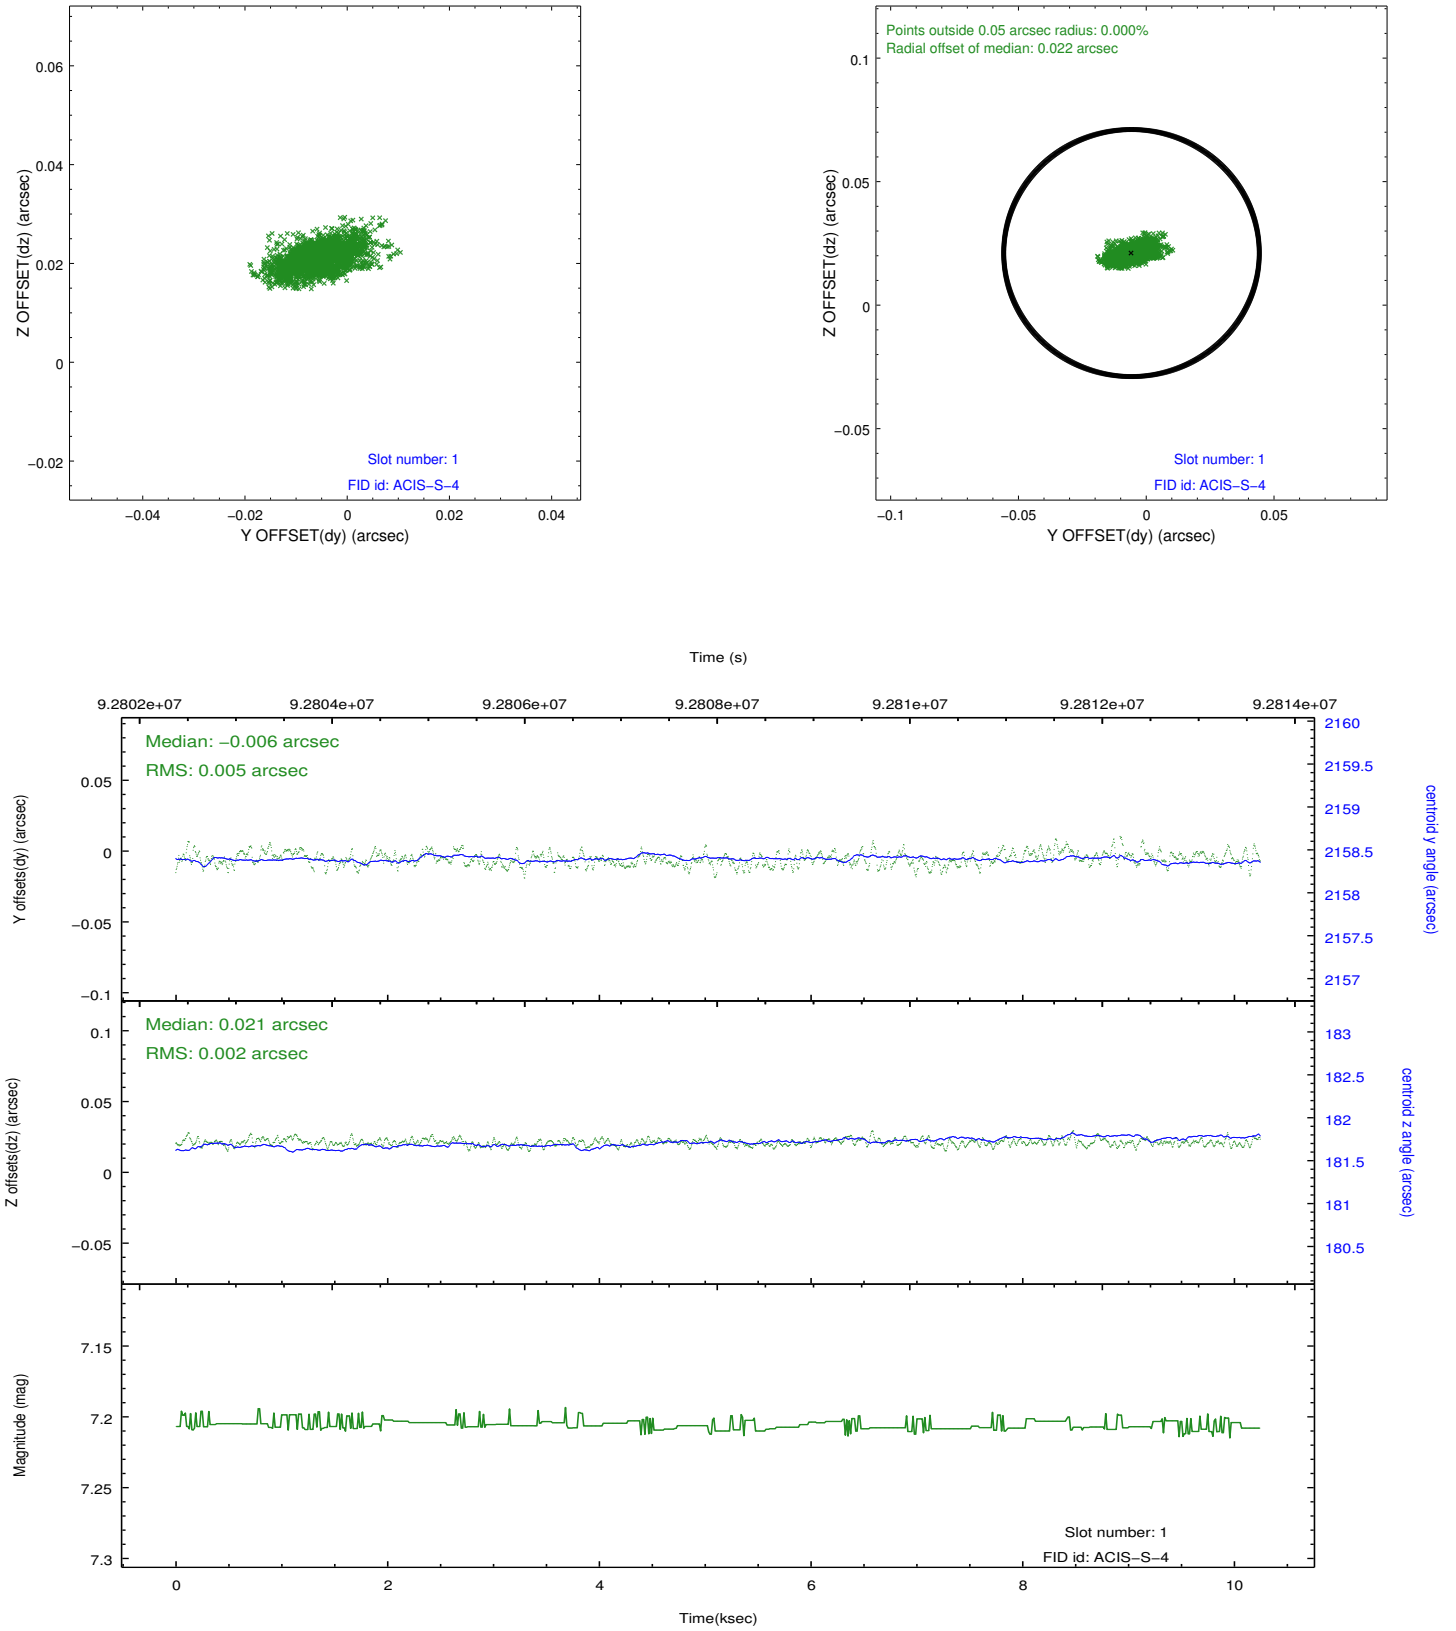 0.06
0.04
0.02
0
−0.02
−0.04
−0.02
0
0.02
0.04
Z OFFSET(dz) (arcsec)
Y OFFSET(dy) (arcsec)
Slot number: 1
FID id: ACIS−S−4
Points outside 0.05 arcsec radius: 0.000%
Radial offset of median: 0.022 arcsec
0.1
0.05
0
−0.05
−0.1
−0.05
0
0.05
Z OFFSET(dz) (arcsec)
Y OFFSET(dy) (arcsec)
Slot number: 1
FID id: ACIS−S−4
Time (s)
9.2802e+07
9.2804e+07
9.2806e+07
9.2808e+07
9.281e+07
9.2812e+07
9.2814e+07
Median: −0.006 arcsec
RMS: 0.005 arcsec
0.05
0
−0.05
−0.1
Y offsets(dy) (arcsec)
2160
2159.5
2159
2158.5
2158
2157.5
2157
centroid y angle (arcsec)
Median: 0.021 arcsec
RMS: 0.002 arcsec
0.1
0.05
0
−0.05
Z offsets(dz) (arcsec)
183
182.5
182
181.5
181
180.5
centroid z angle (arcsec)
7.15
7.2
7.25
7.3
Magnitude (mag)
Slot number: 1
FID id: ACIS−S−4
0
2
4
6
8
10
Time(ksec)